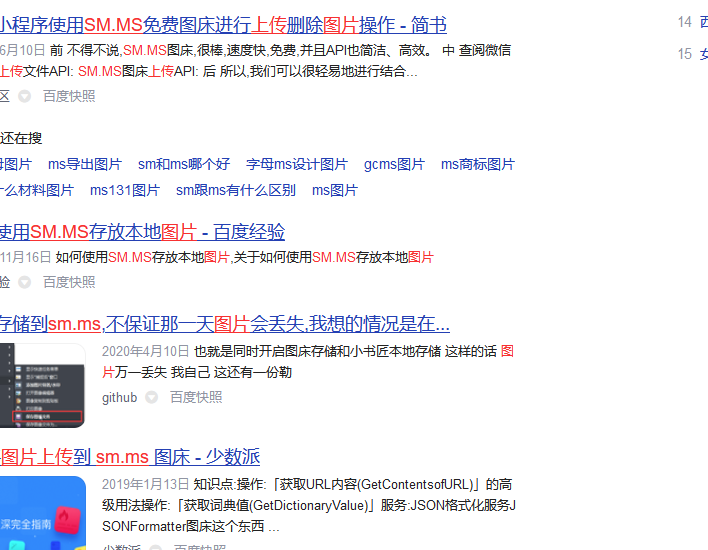 小程序使用SM.MS免费图床进行上传删除图片操作 - 简书
6月10日 前 不得不说,SM.MS图床,很棒,速度快,免费,并且API也简洁、高效。 中 查阅微信
上传文件API: SM.MS图床上传API: 后 所以,我们可以很轻易地进行结合...
区 百度快照
还在搜
图片 ms导出图片 sm和ms哪个好 字母ms设计图片 gcms图片 ms商标图片
什么材料图片 ms131图片 sm跟ms有什么区别 ms图片
使用SM.MS存放本地图片 - 百度经验
11月16日 如何使用SM.MS存放本地图片,关于如何使用SM.MS存放本地图片
验 百度快照
存储到sm.ms,不保证那一天图片会丢失,我想的情况是在...
2020年4月10日 也就是同时开启图床存储和小书匠本地存储 这样的话 图
片万一丢失 我自己 这还有一份勒
github 百度快照
图片上传到 sm.ms 图床 - 少数派
2019年1月13日 知识点:操作:「获取URL内容(GetContentsofURL)」的高
级用法操作:「获取词典值(GetDictionaryValue)」服务:JSON格式化服务J
SONFormatter图床这个东西 ...
深完全指南
少数派 百度快照
14 西
15 女